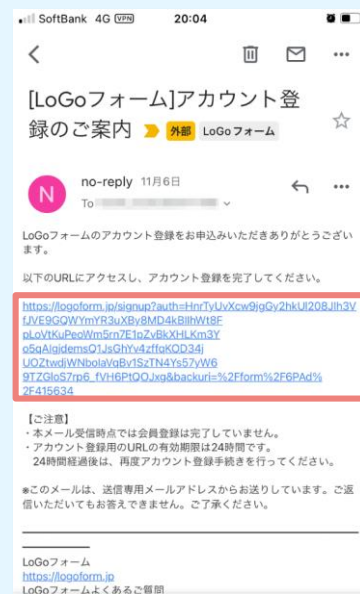 SoftBank 4G VPN 20:04
[LoGoフォーム]アカウント登
録のご案内 外部 LoGoフォーム
N
no-reply 11月6日
To
LoGoフォームのアカウント登録をお申込みいただきありがとうござい
ます。
以下のURLにアクセスし、アカウント登録を完了してください。
https://logoform.jp/signup?auth=HnrTyUvXcw9jgGy2hkUl208JIh3V
fJVE9GQWYmYR3uXBy8MD4kBIlhWt8F
pLoVtKuPeoWm5rn7E1pZvBkXHLKm3Y
o5qAlgjdemsQ1JsGhYv4zffqKOD34j
UOZtwdjWNbolaVqBv1SzTN4Ys57yW6
9TZGloS7rp6_fVH6PtQOJxg&backuri=%2Fform%2F6PAd%
2F415634
【ご注意】
・本メール受信時点では会員登録は完了していません。
・アカウント登録用のURLの有効期限は24時間です。
24時間経過後は、再度アカウント登録手続きを行ってください。
※このメールは、送信専用メールアドレスからお送りしています。ご返
信いただいてもお答えできません。ご了承ください。
LoGoフォーム
https://logoform.jp
LoGoフォームよくあるご質問